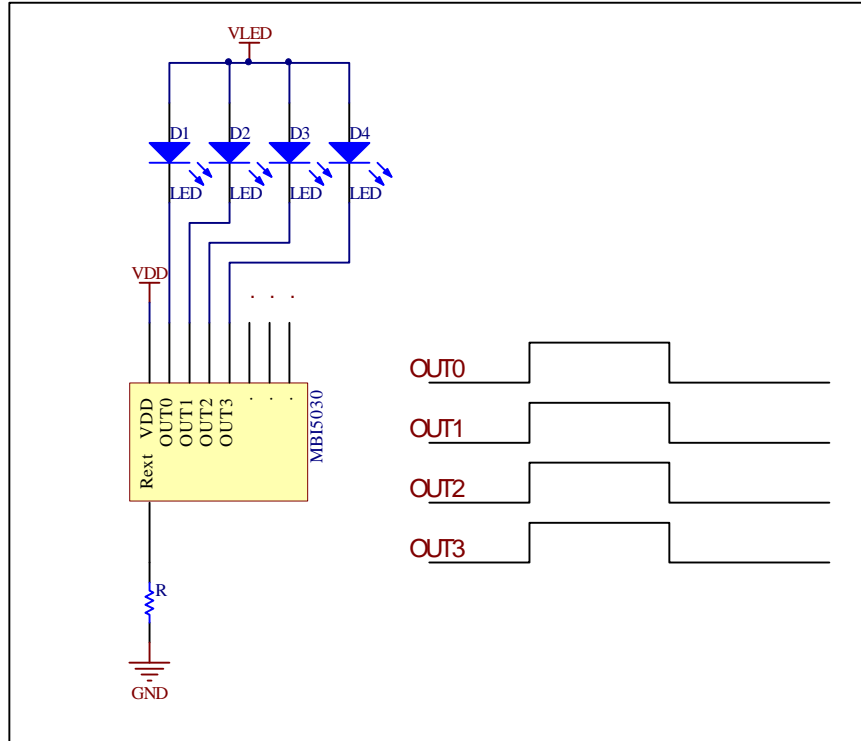 VLED
D1 D2 D3 D4
LED LED LED LED
VDD
. . .
Rext VDD OUT0 OUT1 OUT2 OUT3 . . .
MBI5030
R
GND
OUT0
OUT1
OUT2
OUT3